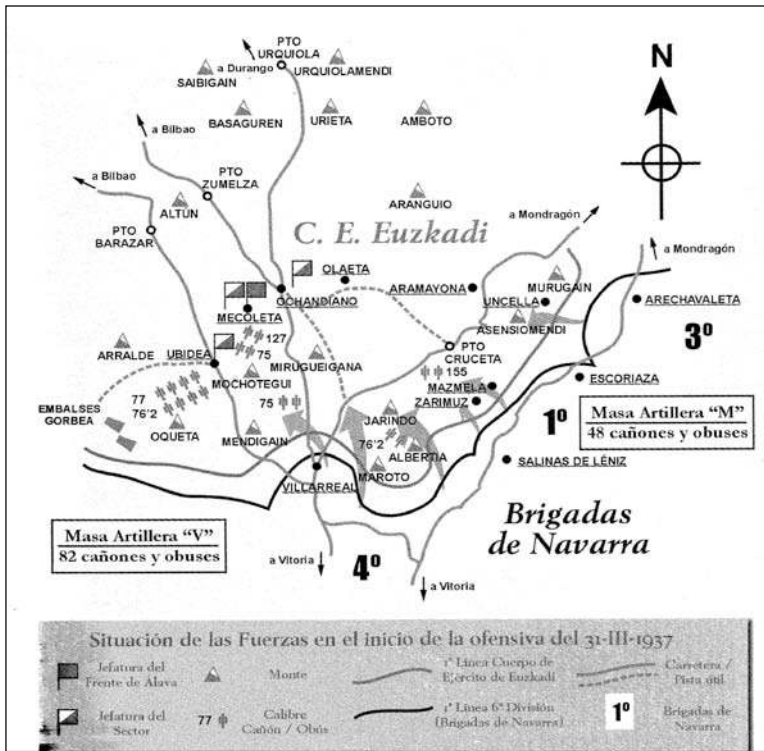 PTO
URQUIOLA
a Durango
URQUIOLAMENDI
SAIBIGAIN
N
BASAGUREN
URIETA
AMBOTO
a Bilbao
PTO
ZUMELZA
a Bilbao
ALTÚN
ARANGUIO
PTO
BARAZAR
C. E. Euzkadi
a Mondragón
a Mondragón
OLAETA
ARAMAYONA
MURUGAIN
OCHANDIANO
UNCELLA
ARECHAVALETA
MECOLETA
ASENSIOMENDI
3º
127
ARRALDE
UBIDEA
75
MIRUGUEIGANA
PTO
CRUCETA
155
ESCORIAZA
MOCHOTEGUI
MAZMELA
77
76'2
75
ZARIMUZ
1º
Masa Artillera "M"
48 cañones y obuses
EMBALSES
GORBEA
OQUETA
MENDIGAIN
JARINDO
76'2
ALBERTIA
MAROTO
SALINAS DE LÉNIZ
VILLARREAL
Brigadas
de Navarra
Masa Artillera "V"
82 cañones y obuses
a Vitoria
4º
a Vitoria
Situación de las Fuerzas en el inicio de la ofensiva del 31-III-1937
Jefatura del
Frente de Alava
Monte
1ª Línea Cuerpo de
Ejército de Euzkadi
Carretera /
Pista útil
Jefatura del
Sector
77
Calibre
Cañón / Obús
1ª Línea 6ª División
(Brigadas de Navarra)
1º
Brigadas de
Navarra